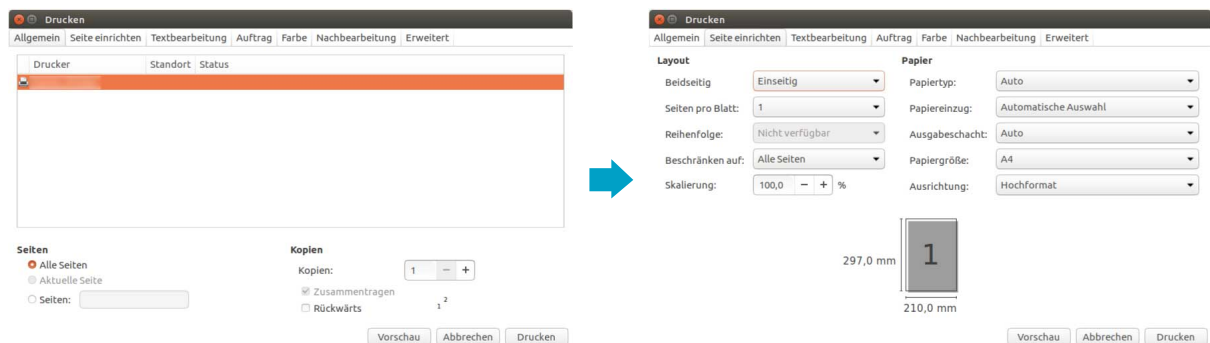 Drucken
Allgemein Seite einrichten Textbearbeitung Auftrag Farbe Nachbearbeitung Erweitert
Drucker Standort Status
Seiten
Alle Seiten
Aktuelle Seite
Seiten:
Kopien
Kopien: 1 − +
Zusammentragen
Rückwärts
1 2
Vorschau Abbrechen Drucken
Drucken
Allgemein Seite einrichten Textbearbeitung Auftrag Farbe Nachbearbeitung Erweitert
Layout
Beidseitig Einseitig
Seiten pro Blatt: 1
Reihenfolge: Nicht verfügbar
Beschränken auf: Alle Seiten
Skalierung: 100,0 − + %
Papier
Papiertyp: Auto
Papiereinzug: Automatische Auswahl
Ausgabeschacht: Auto
Papiergröße: A4
Ausrichtung: Hochformat
297,0 mm
1
210,0 mm
Vorschau Abbrechen Drucken